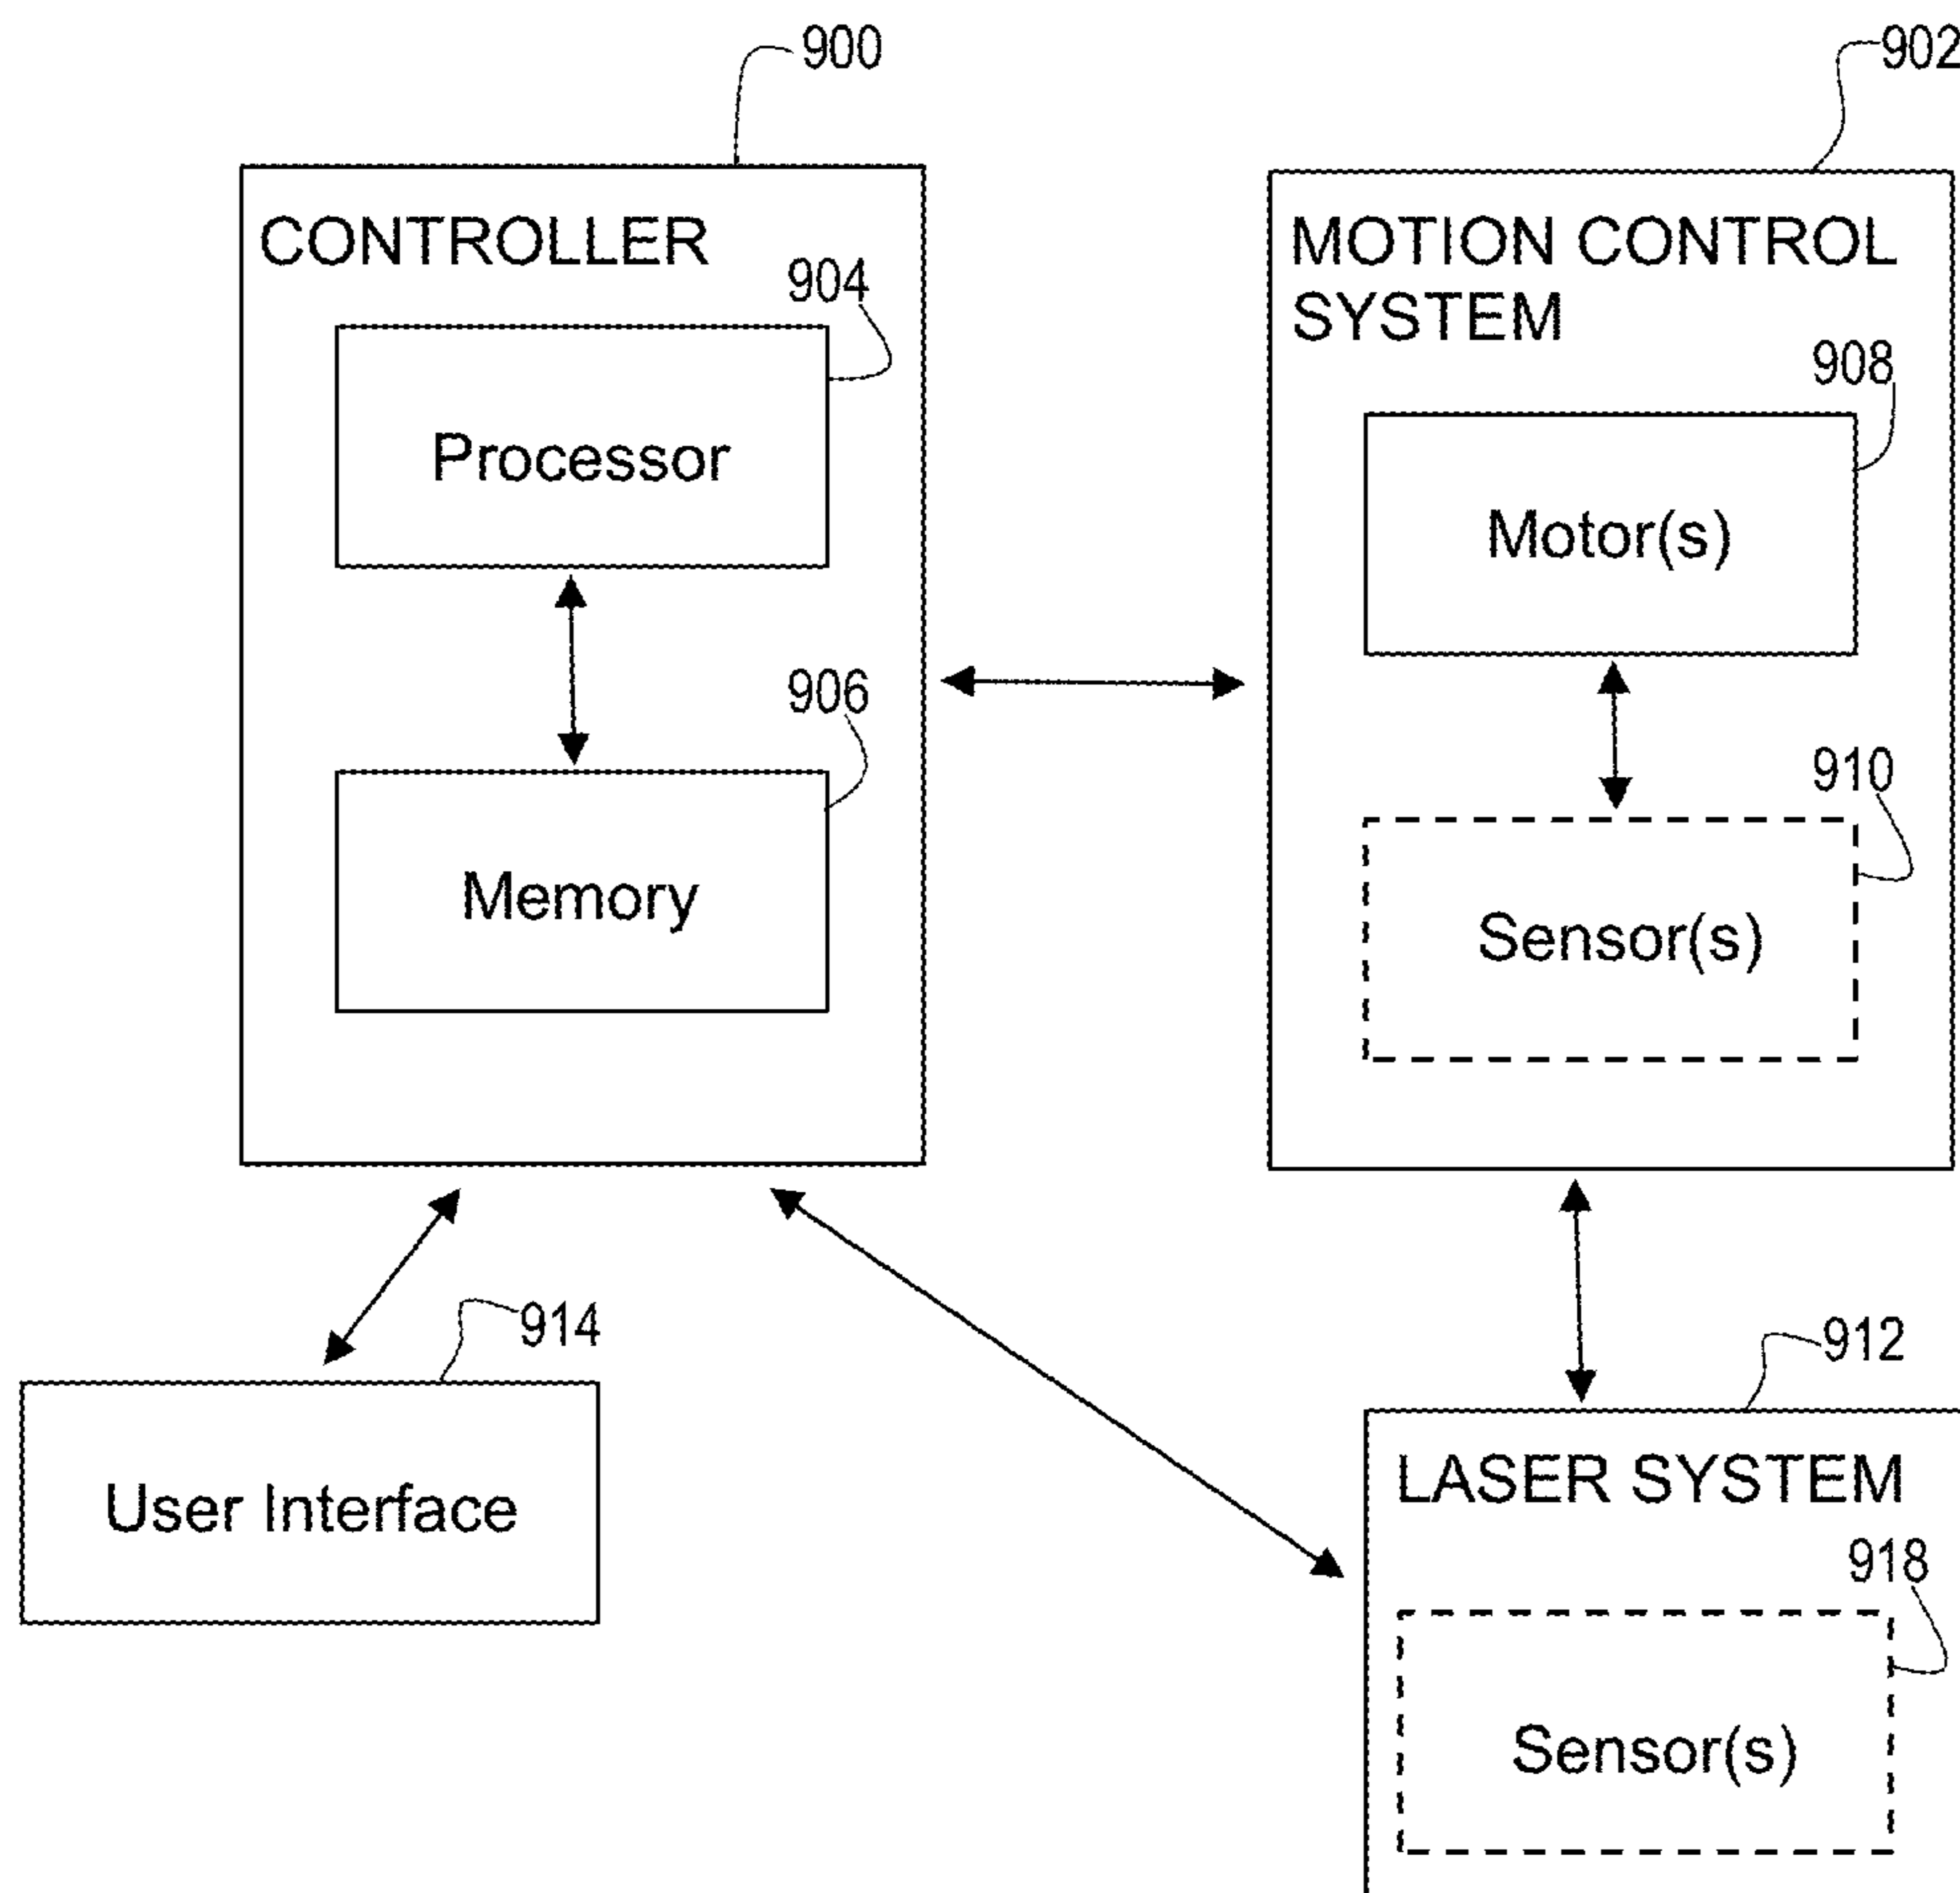 900
902
CONTROLLER
904
Processor
906
Memory
MOTION CONTROL
SYSTEM
908
Motor(s)
910
Sensor(s)
914
User Interface
912
LASER SYSTEM
918
Sensor(s)